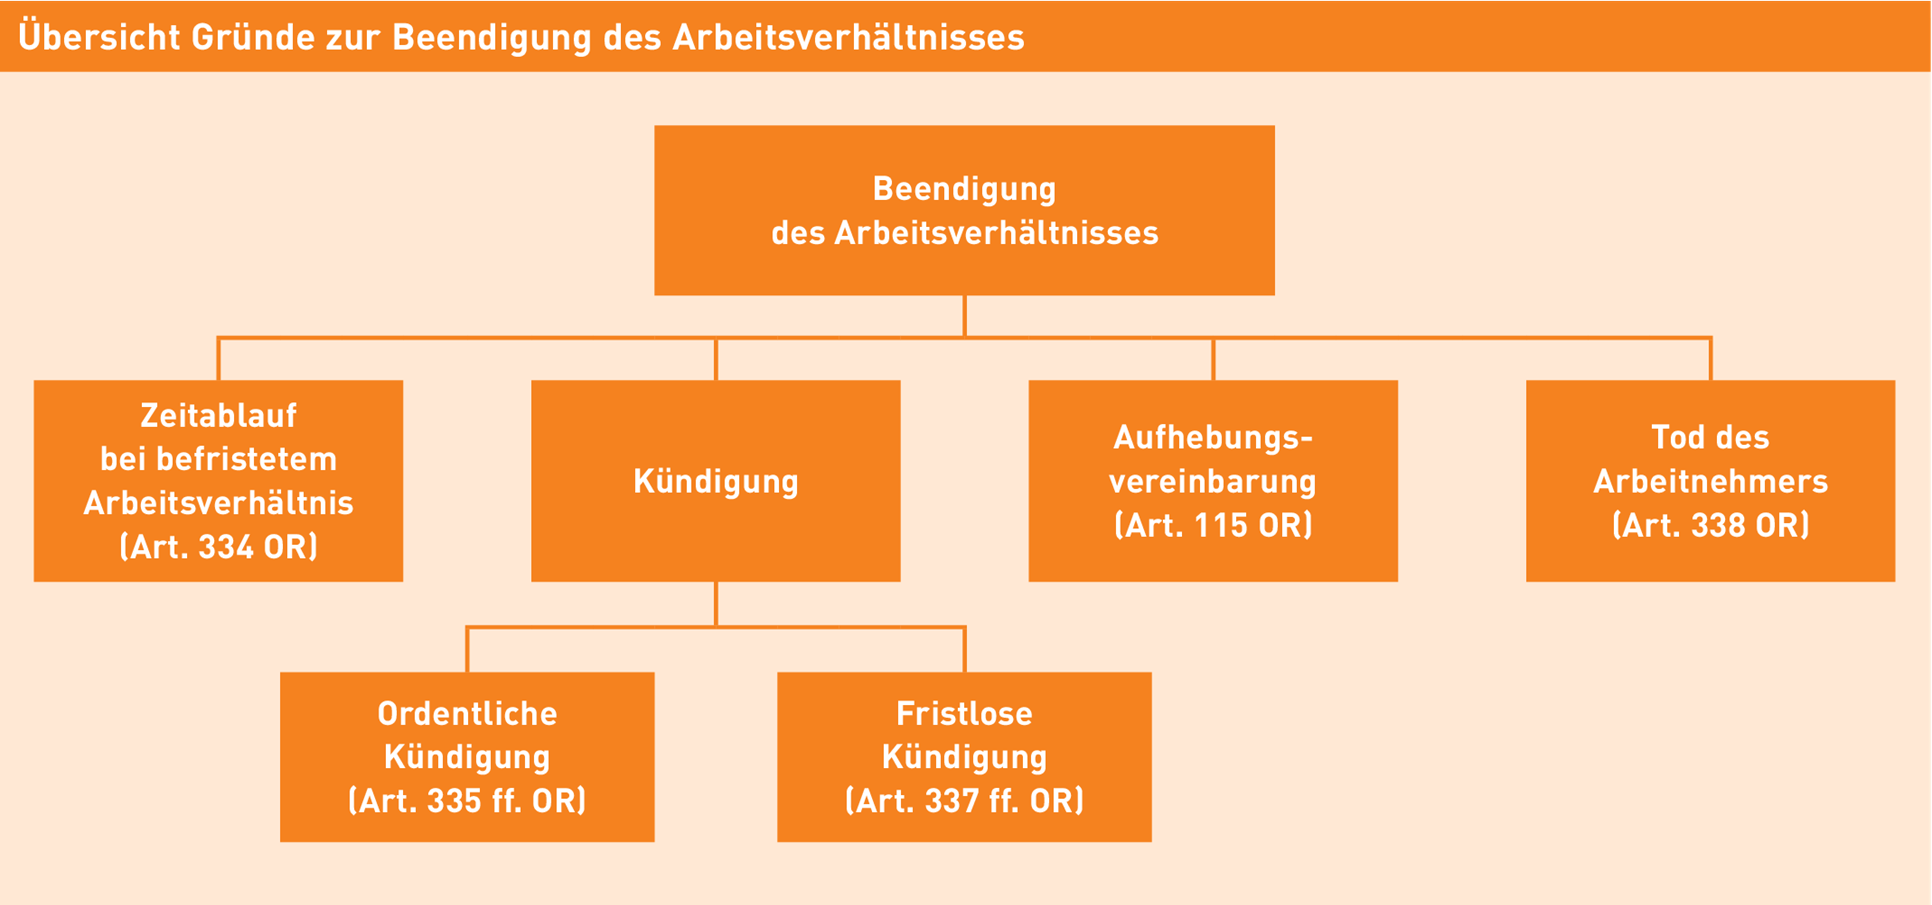 Übersicht Gründe zur Beendigung des Arbeitsverhältnisses
Beendigung
des Arbeitsverhältnisses
Zeitablauf
bei befristetem
Arbeitsverhältnis
(Art. 334 OR)
Kündigung
Aufhebungs-
vereinbarung
(Art. 115 OR)
Tod des
Arbeitnehmers
(Art. 338 OR)
Ordentliche
Kündigung
(Art. 335 ff. OR)
Fristlose
Kündigung
(Art. 337 ff. OR)